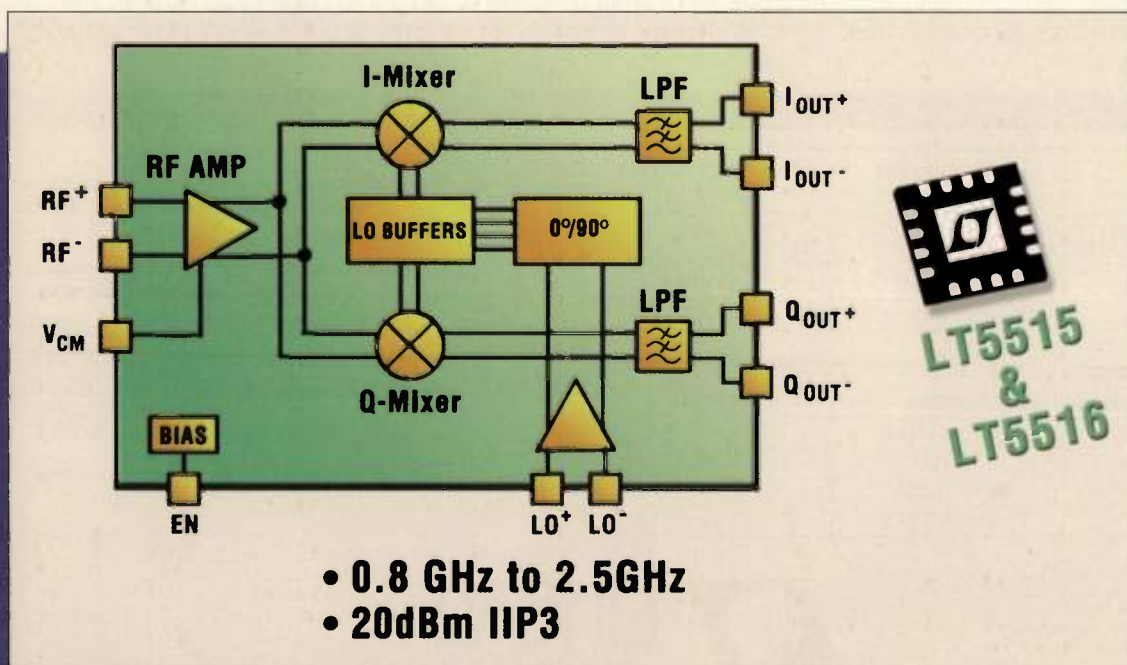 I-Mixer
LPF
I OUT+
I OUT-
RF AMP
RF+
RF-
LO BUFFERS
0°/90°
VCM
LPF
Q OUT+
Q OUT-
Q-Mixer
BIAS
EN
LO+ LO-
LT5515
&
LT5516
• 0.8 GHz to 2.5GHz
• 20dBm IIP3